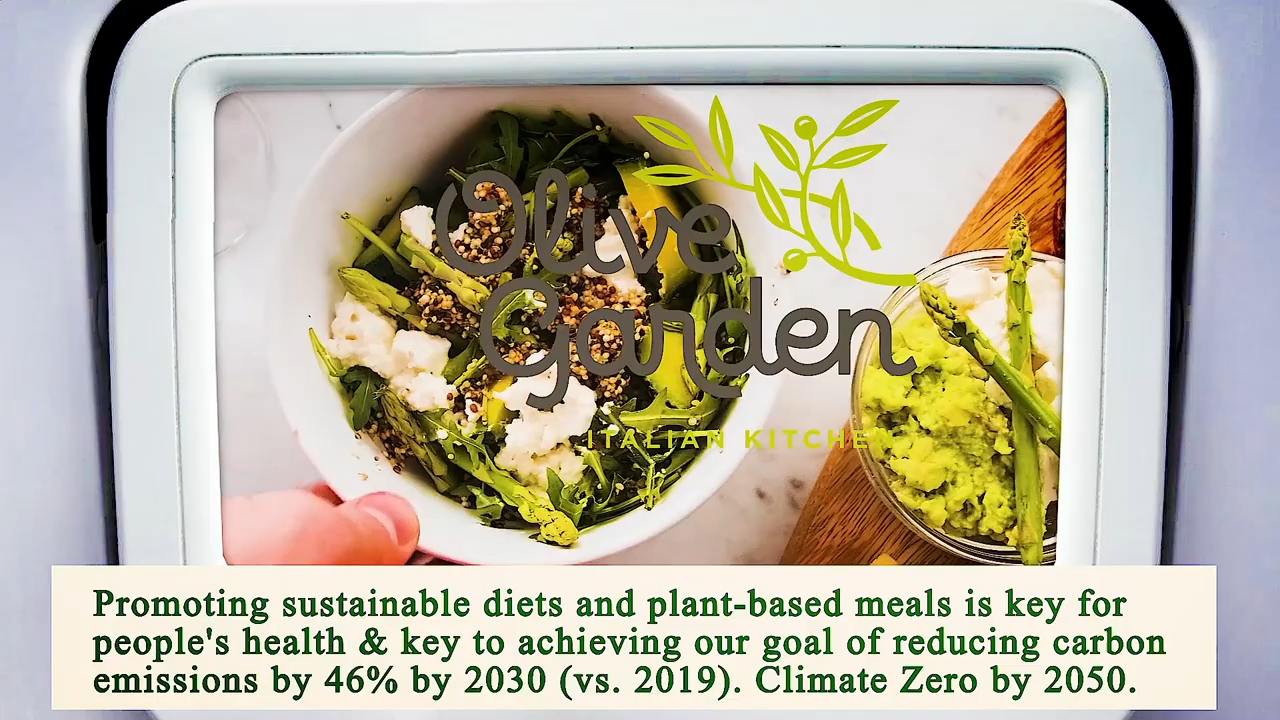 Olive
Garden
ITALIAN KITCHEN
Promoting sustainable diets and plant-based meals is key for
people's health & key to achieving our goal of reducing carbon
emissions by 46% by 2030 (vs. 2019). Climate Zero by 2050.